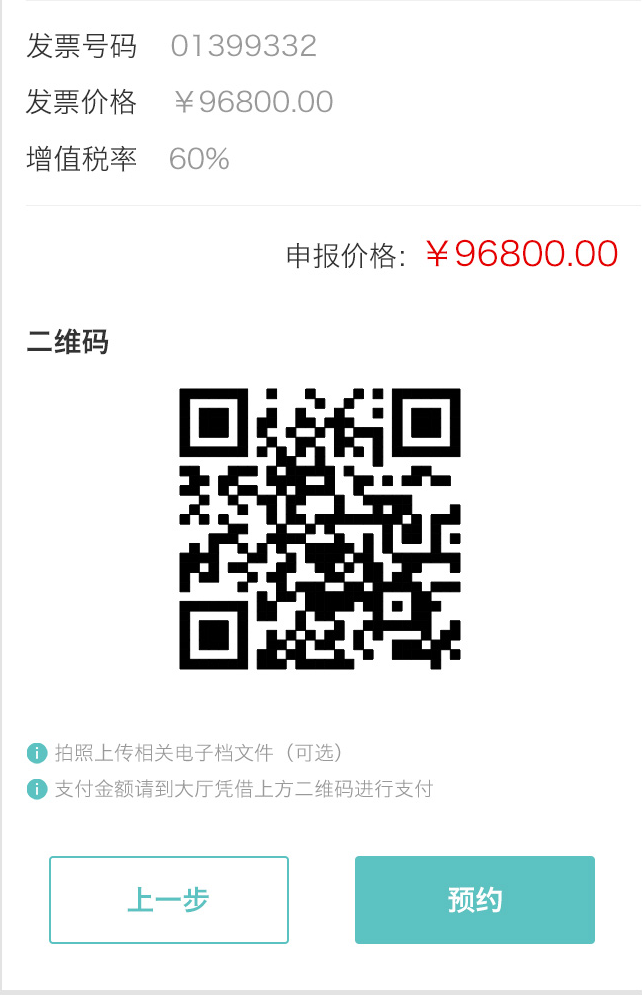 发票号码 01399332
发票价格 ￥96800.00
增值税率 60%
申报价格：￥96800.00
二维码
拍照上传相关电子档文件（可选）
支付金额请到大厅凭借上方二维码进行支付
上一步 预约